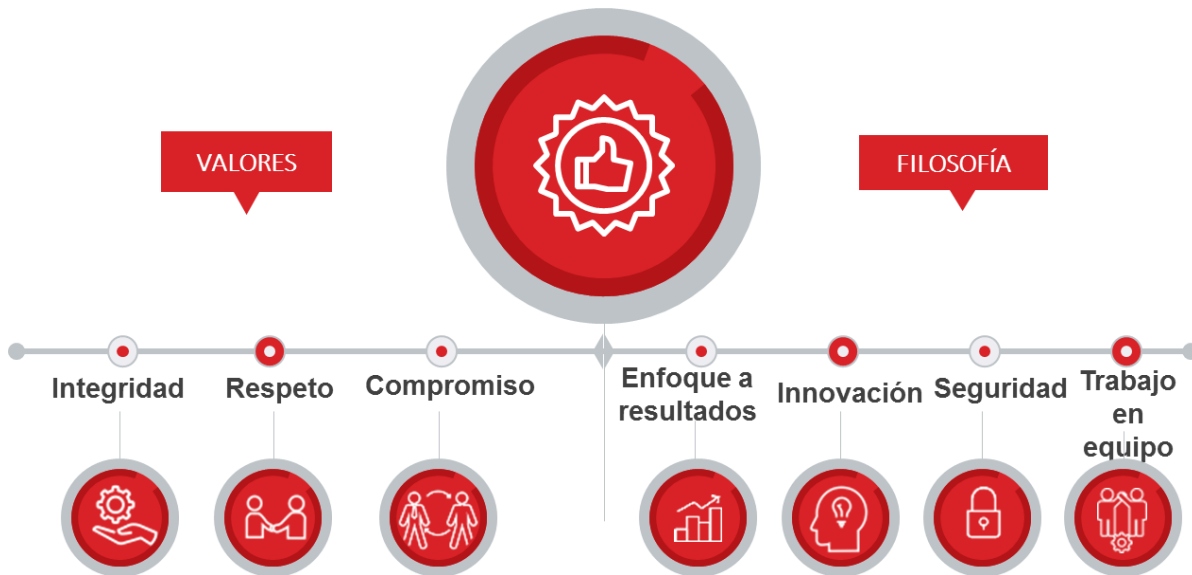 VALORES
FILOSOFÍA
Integridad
Respeto
Compromiso
Enfoque a
resultados
Innovación
Seguridad
Trabajo
en
equipo